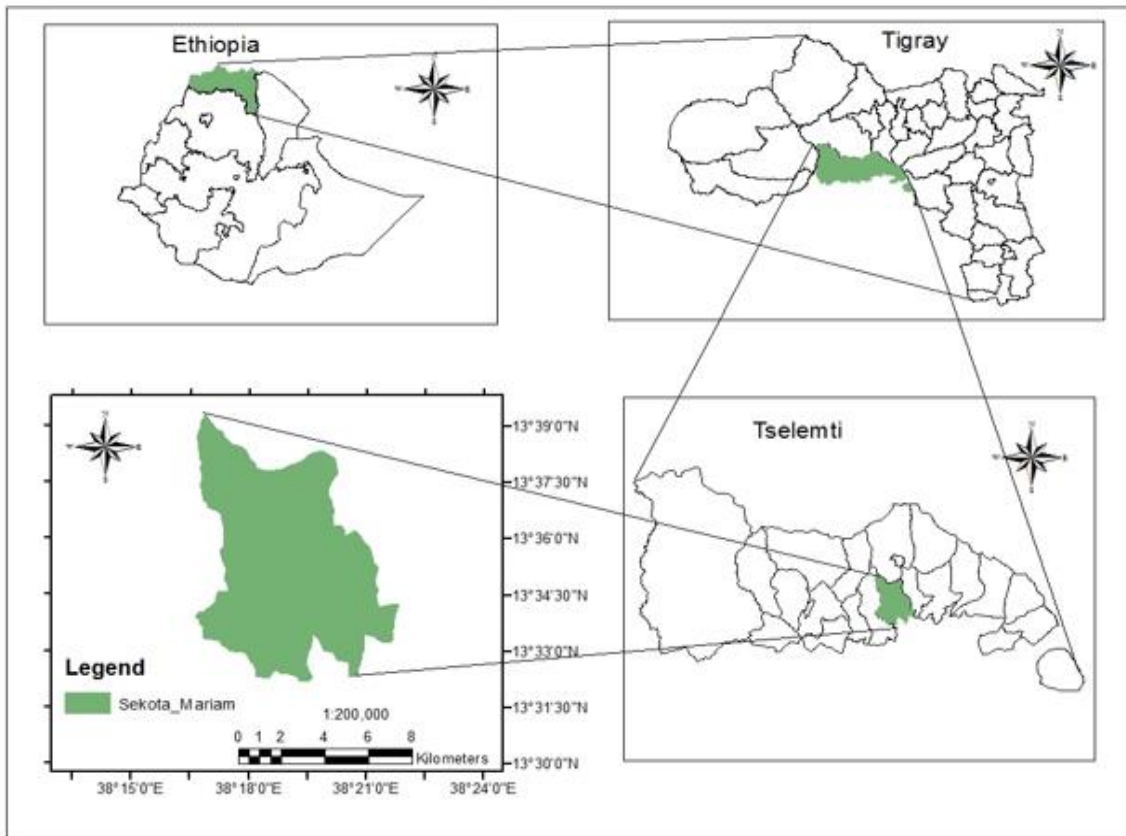 Ethiopia
Tigray
Tselemti
13°39'0"N
13°37'30"N
13°36'0"N
13°34'30"N
13°33'0"N
13°31'30"N
13°30'0"N
Legend
Sekota_Mariam
1:200,000
0 1 2 4 6 8
Kilometers
38°15'0"E 38°18'0"E 38°21'0"E 38°24'0"E